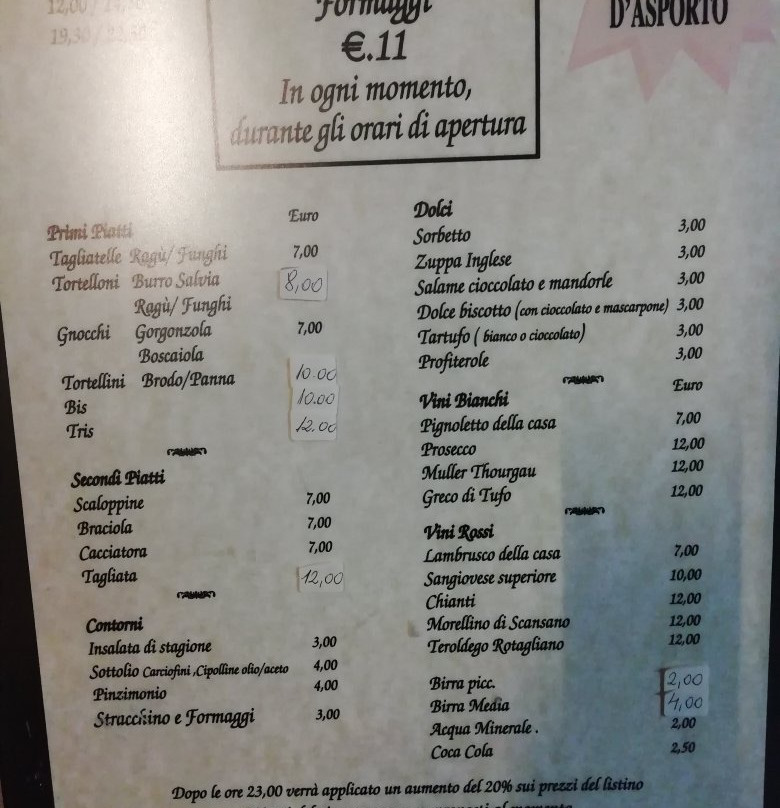 12,00 /
19,30 / 22,30
Formaggi
€.11
In ogni momento,
durante gli orari di apertura
D'ASPORTO
Euro
Primi Piatti
Tagliatelle Ragù/ Funghi 7,00
Tortelloni Burro Salvia 8,00
Ragù/ Funghi
Gnocchi Gorgonzola 7,00
Boscaiola
Tortellini Brodo/Panna 10.00
Bis 10.00
Tris 12.00
Secondi Piatti
Scaloppine 7,00
Braciola 7,00
Cacciatora 7,00
Tagliata 12,00
Contorni
Insalata di stagione 3,00
Sottolio Carciofini ,Cipolline olio/aceto 4,00
Pinzimonio 4,00
Stracchino e Formaggi 3,00
Dolci
Sorbetto 3,00
Zuppa Inglese 3,00
Salame cioccolato e mandorle 3,00
Dolce biscotto (con cioccolato e mascarpone) 3,00
Tartufo ( bianco o cioccolato) 3,00
Profiterole 3,00
Euro
Vini Bianchi
Pignoletto della casa 7,00
Prosecco 12,00
Muller Thourgau 12,00
Greco di Tufo 12,00
Vini Rossi
Lambrusco della casa 7,00
Sangiovese superiore 10,00
Chianti 12,00
Morellino di Scansano 12,00
Teroldego Rotagliano 12,00
Birra picc. 2,00
Birra Media 4,00
Acqua Minerale . 2,00
Coca Cola 2,50
Dopo le ore 23,00 verrà applicato un aumento del 20% sui prezzi del listino